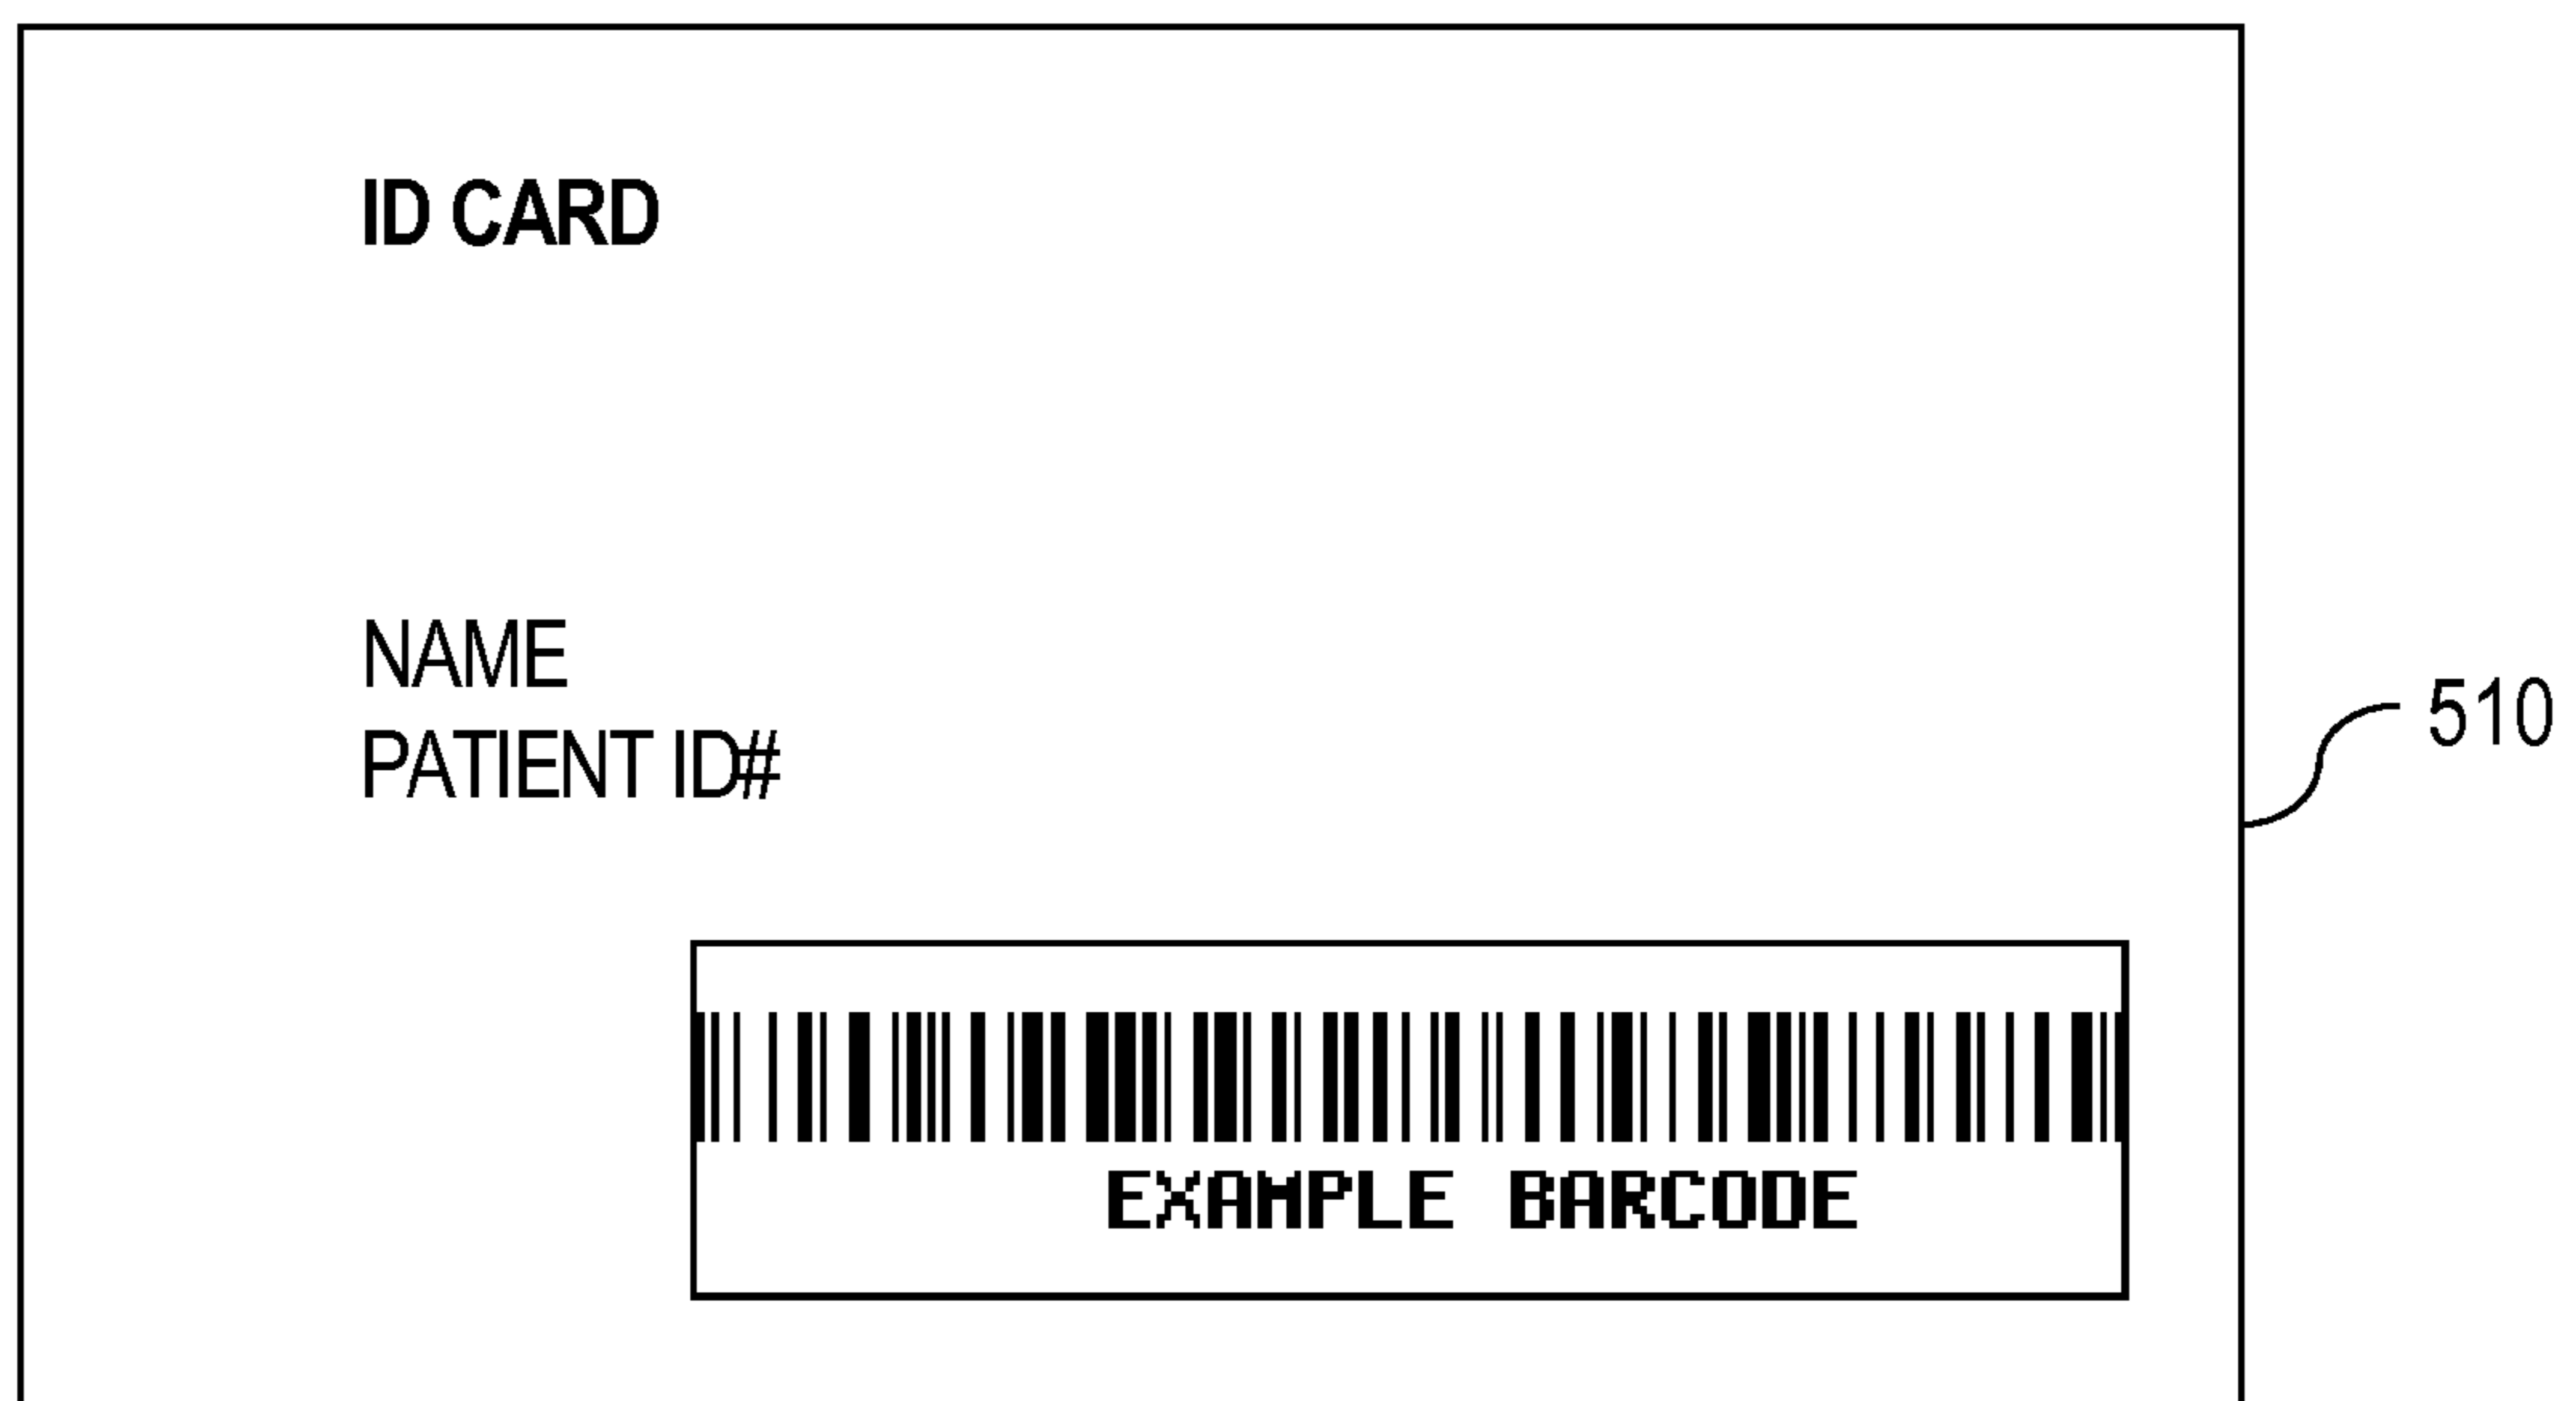 ID CARD
NAME
PATIENT ID#
510
EXAMPLE BARCODE